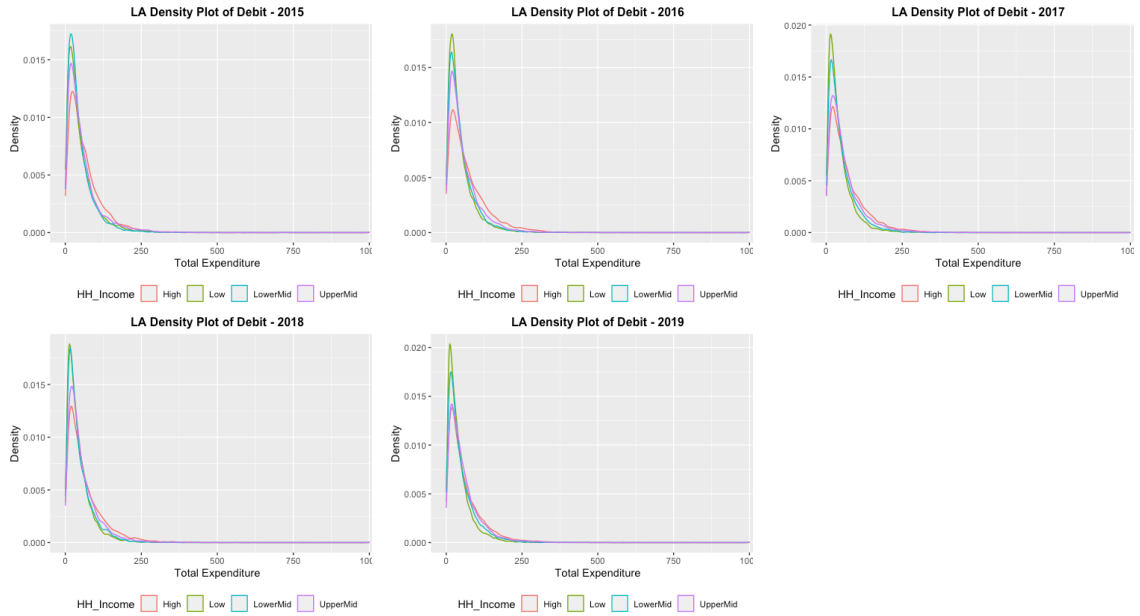 LA Density Plot of Debit - 2015
0.015
0.010
0.005
0.000
Density
0 250 500 750 100
Total Expenditure
HH_Income High Low LowerMid UpperMid
LA Density Plot of Debit - 2016
0.015
0.010
0.005
0.000
Density
0 250 500 750 100
Total Expenditure
HH_Income High Low LowerMid UpperMid
LA Density Plot of Debit - 2017
0.020
0.015
0.010
0.005
0.000
Density
0 250 500 750 100
Total Expenditure
HH_Income High Low LowerMid UpperMid
LA Density Plot of Debit - 2018
0.015
0.010
0.005
0.000
Density
0 250 500 750 100
Total Expenditure
HH_Income High Low LowerMid UpperMid
LA Density Plot of Debit - 2019
0.020
0.015
0.010
0.005
0.000
Density
0 250 500 750 100
Total Expenditure
HH_Income High Low LowerMid UpperMid